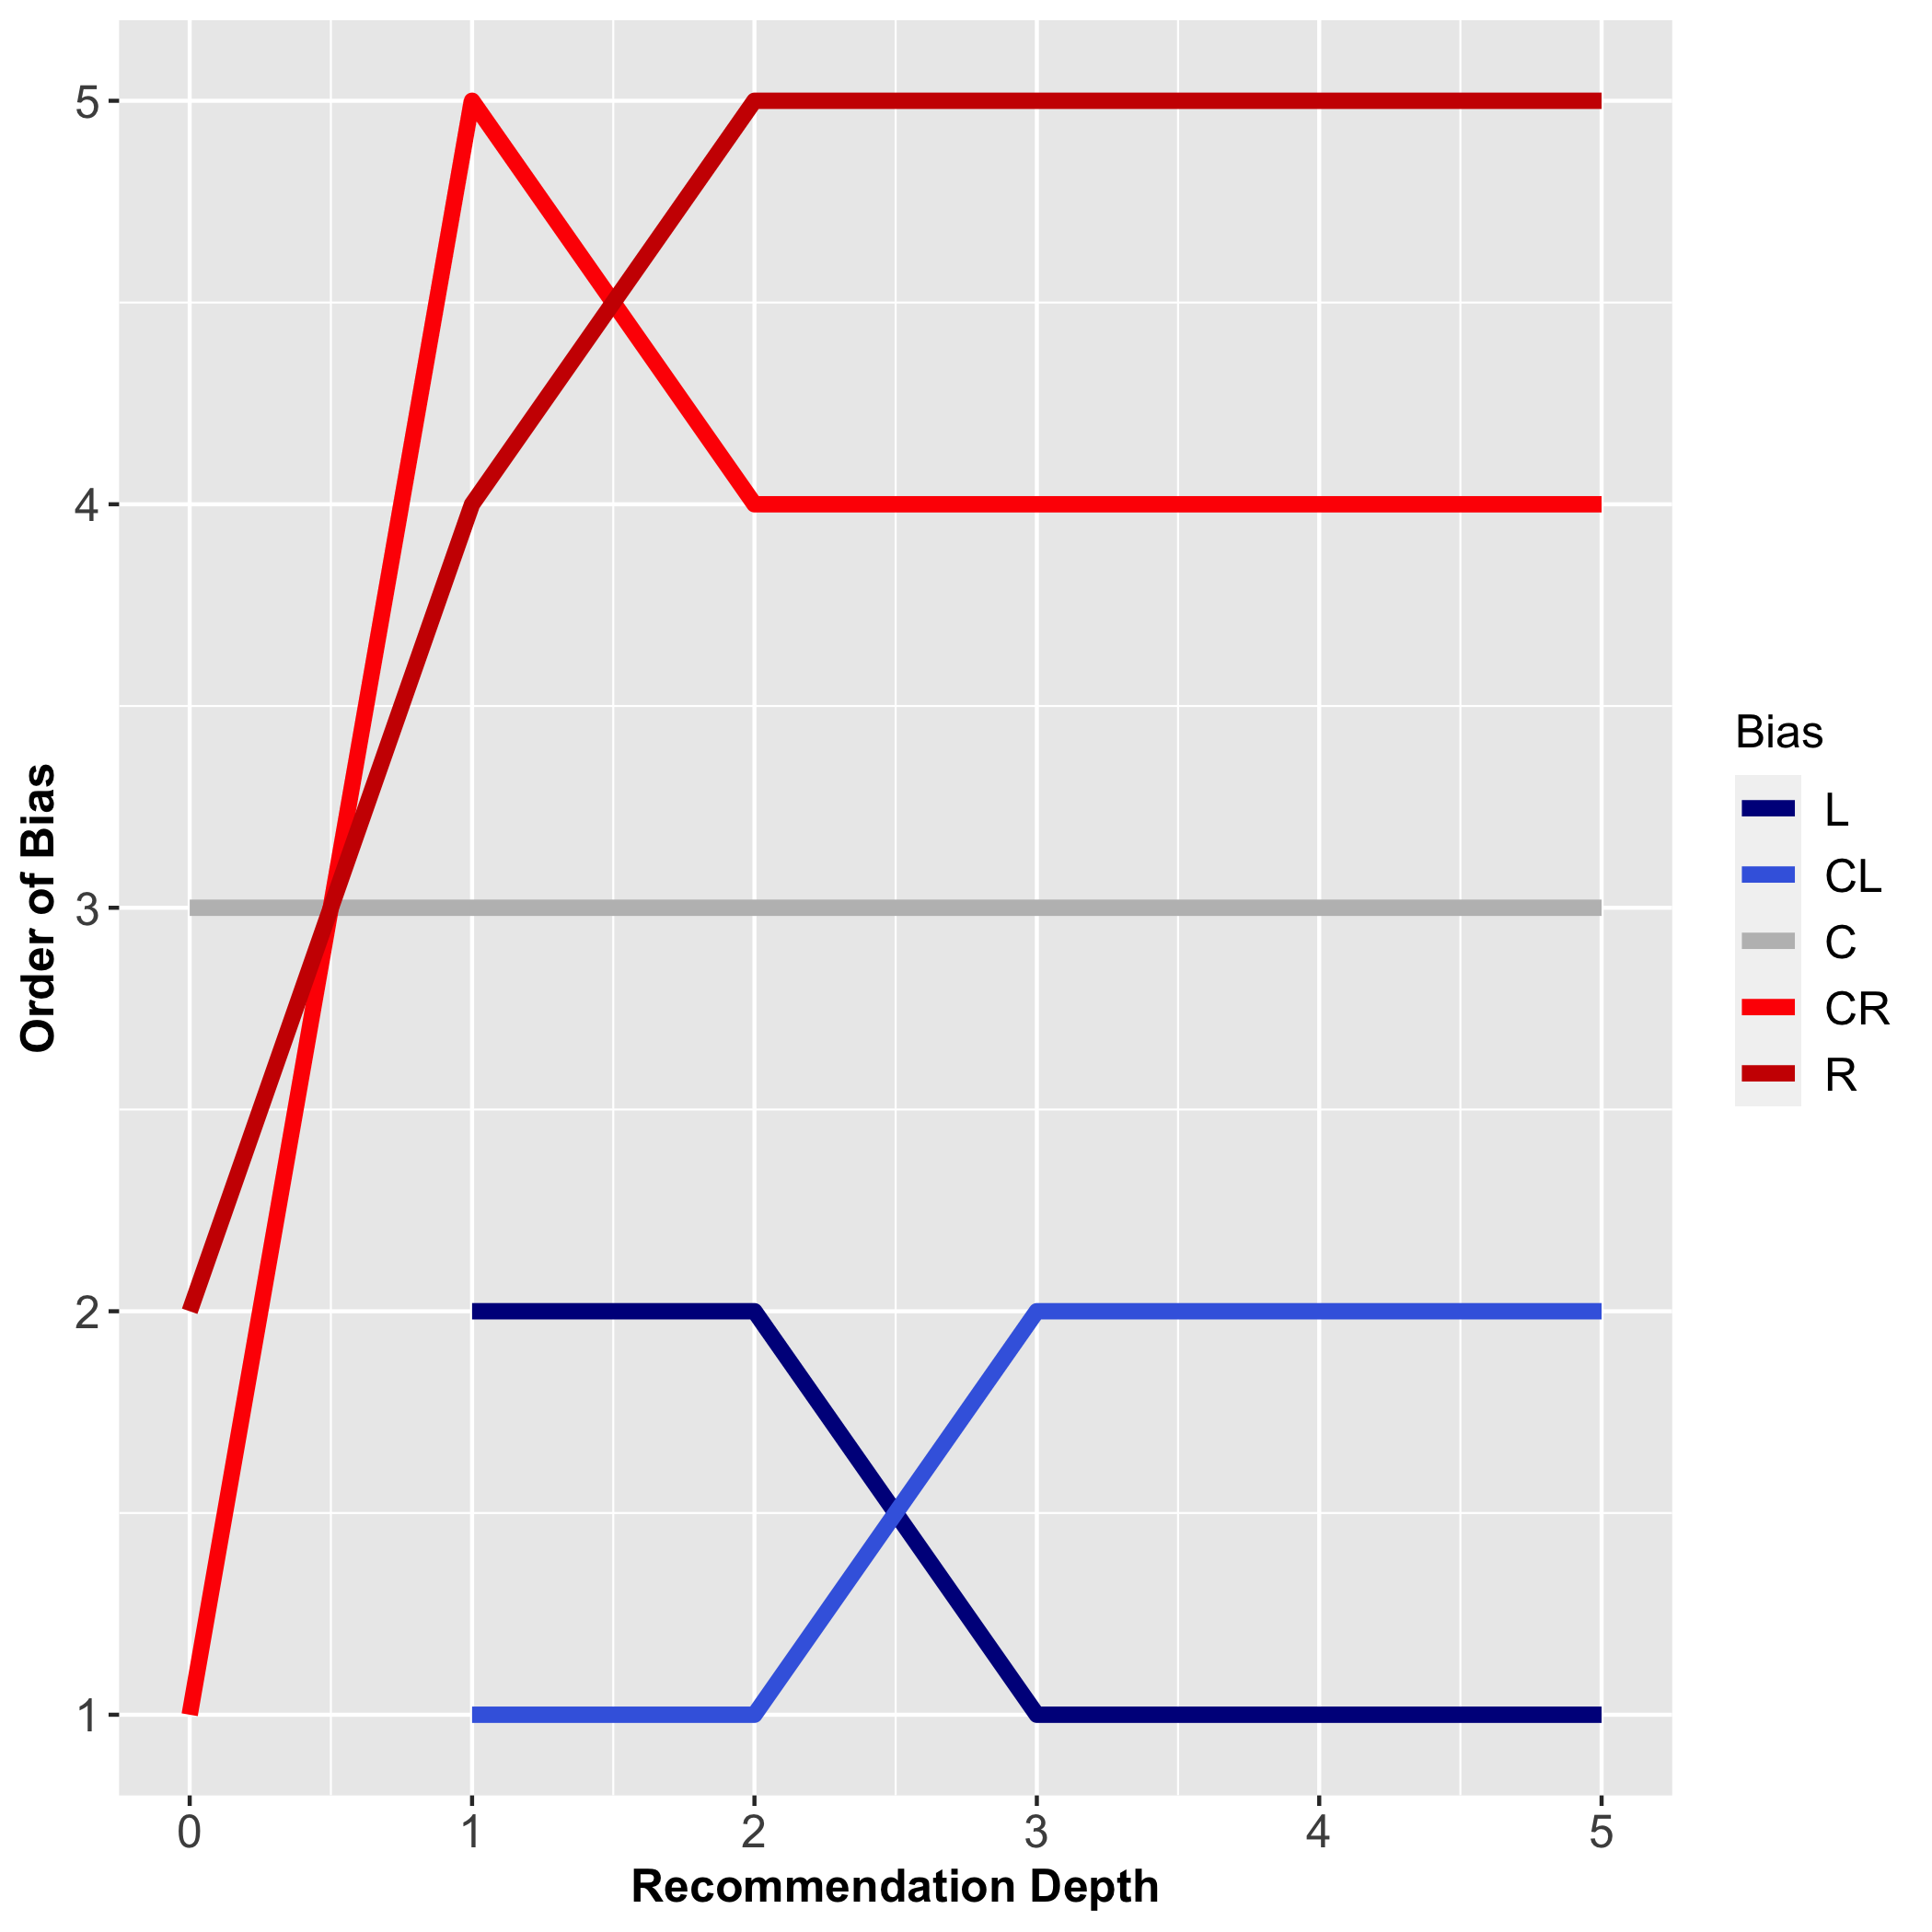 5
4
3
2
1
Order of Bias
0 1 2 3 4 5
Recommendation Depth
Bias
L
CL
C
CR
R